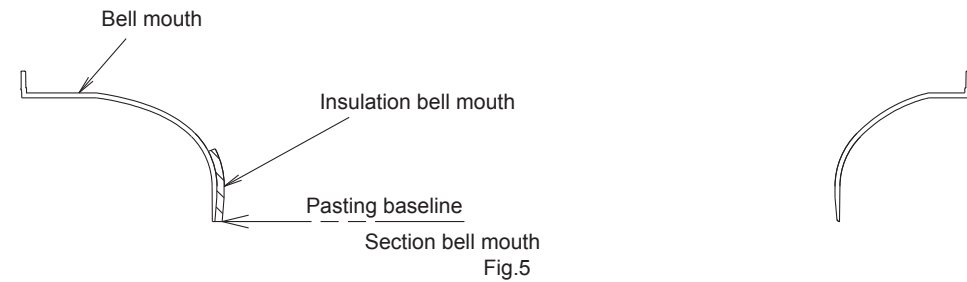 Bell mouth
Insulation bell mouth
Pasting baseline
Section bell mouth
Fig.5